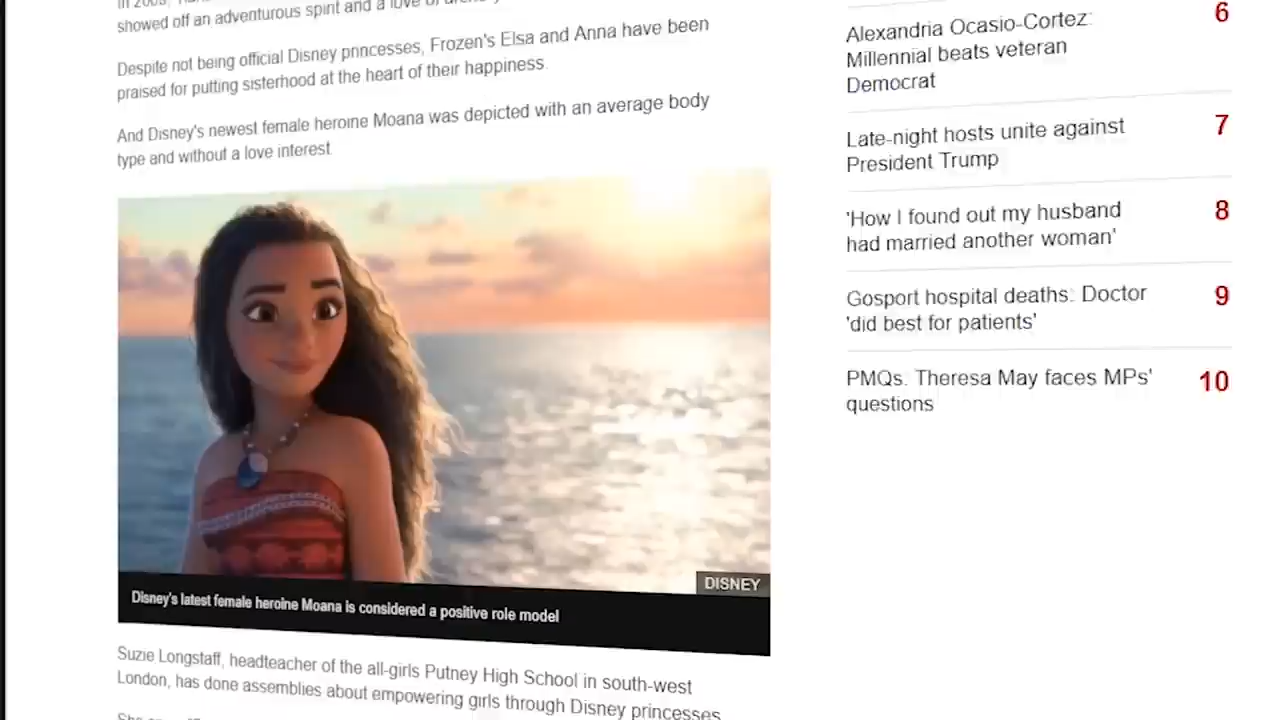 showed off an adventurous spirit and a love of
Despite not being official Disney princesses, Frozen's Elsa and Anna have been
praised for putting sisterhood at the heart of their happiness.
And Disney's newest female heroine Moana was depicted with an average body
type and without a love interest.
DISNEY
Disney's latest female heroine Moana is considered a positive role model
Suzie Longstaff, headteacher of the all-girls Putney High School in south-west
London, has done assemblies about empowering girls through Disney princesses.
6
Alexandria Ocasio-Cortez:
Millennial beats veteran
Democrat
7
Late-night hosts unite against
President Trump
8
'How I found out my husband
had married another woman'
9
Gosport hospital deaths: Doctor
'did best for patients'
10
PMQs: Theresa May faces MPs'
questions